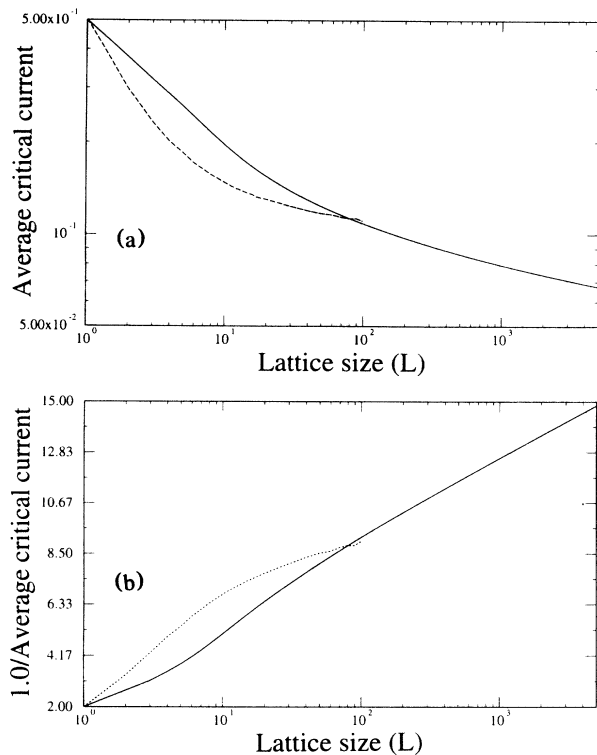 5.00x10⁻¹
Average critical current
10⁻¹
5.00x10⁻²
(a)
10⁰ 10¹ 10² 10³
Lattice size (L)
15.00
12.83
10.67
8.50
6.33
4.17
2.00
1.0/Average critical current
(b)
10⁰ 10¹ 10² 10³
Lattice size (L)